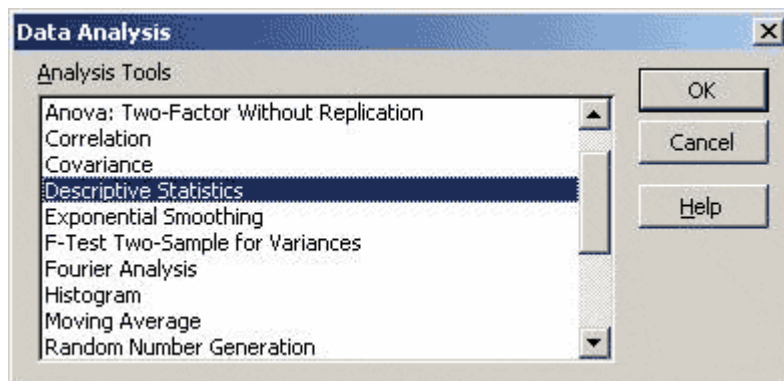 Data Analysis
Analysis Tools
Anova: Two-Factor Without Replication
Correlation
Covariance
Descriptive Statistics
Exponential Smoothing
F-Test Two-Sample for Variances
Fourier Analysis
Histogram
Moving Average
Random Number Generation
OK
Cancel
Help